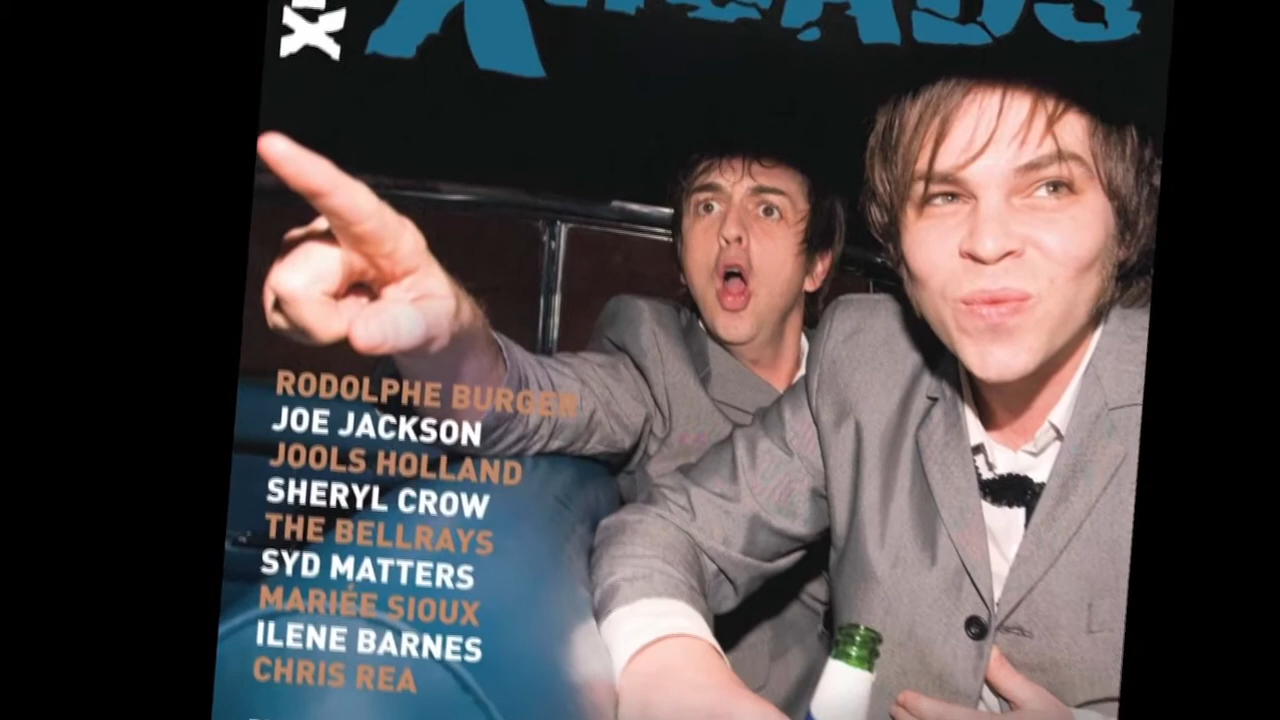 RODOLPHE BURGER
JOE JACKSON
JOOLS HOLLAND
SHERYL CROW
THE BELLRAYS
SYD MATTERS
MARIÉE SIOUX
ILENE BARNES
CHRIS REA